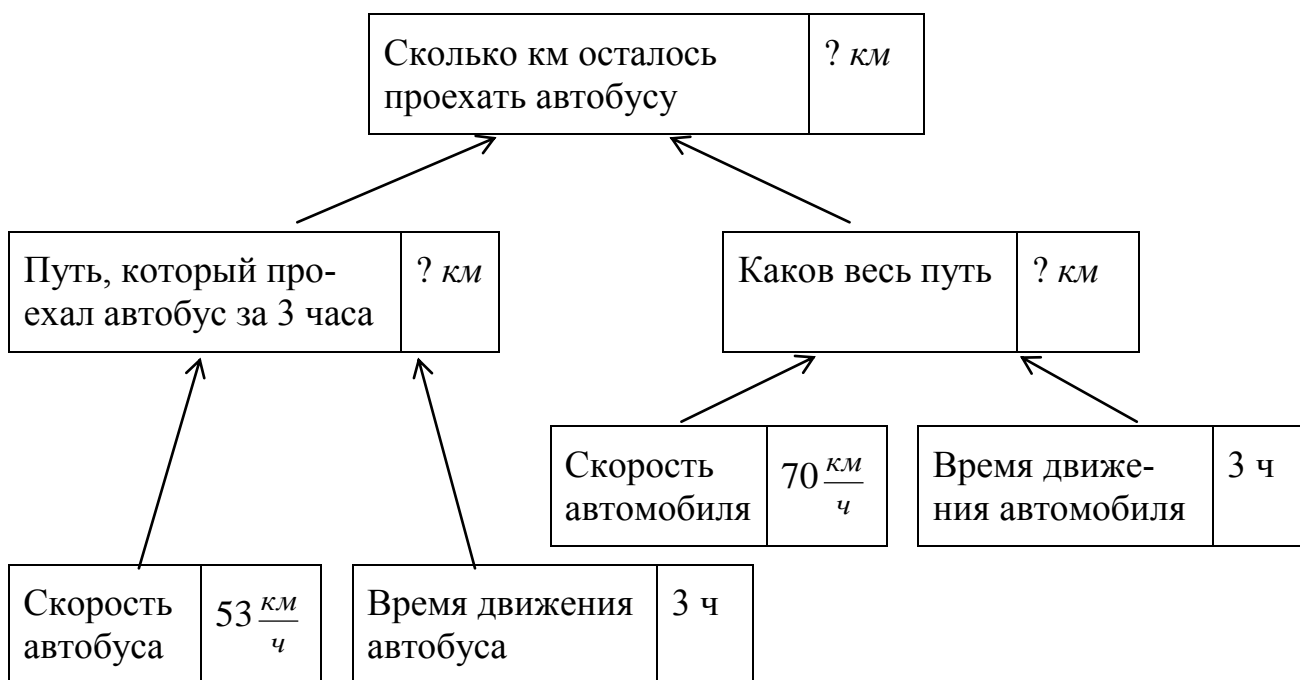 Сколько км осталось
проехать автобусу
? км
Путь, который про-
ехал автобус за 3 часа
? км
Каков весь путь
? км
Скорость
автомобиля
70 км/ч
Время движе-
ния автомобиля
3 ч
Скорость
автобуса
53 км/ч
Время движения
автобуса
3 ч